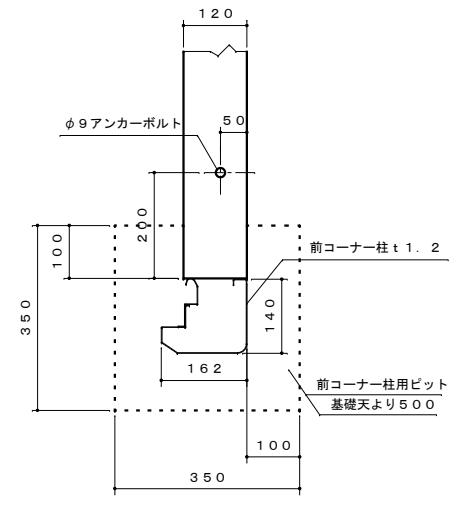 １２０
５０
φ９アンカーボルト
２００
１００
３５０
前コーナー柱ｔ１．２
１４０
１６２
前コーナー柱用ピット
基礎天より５００
１００
３５０